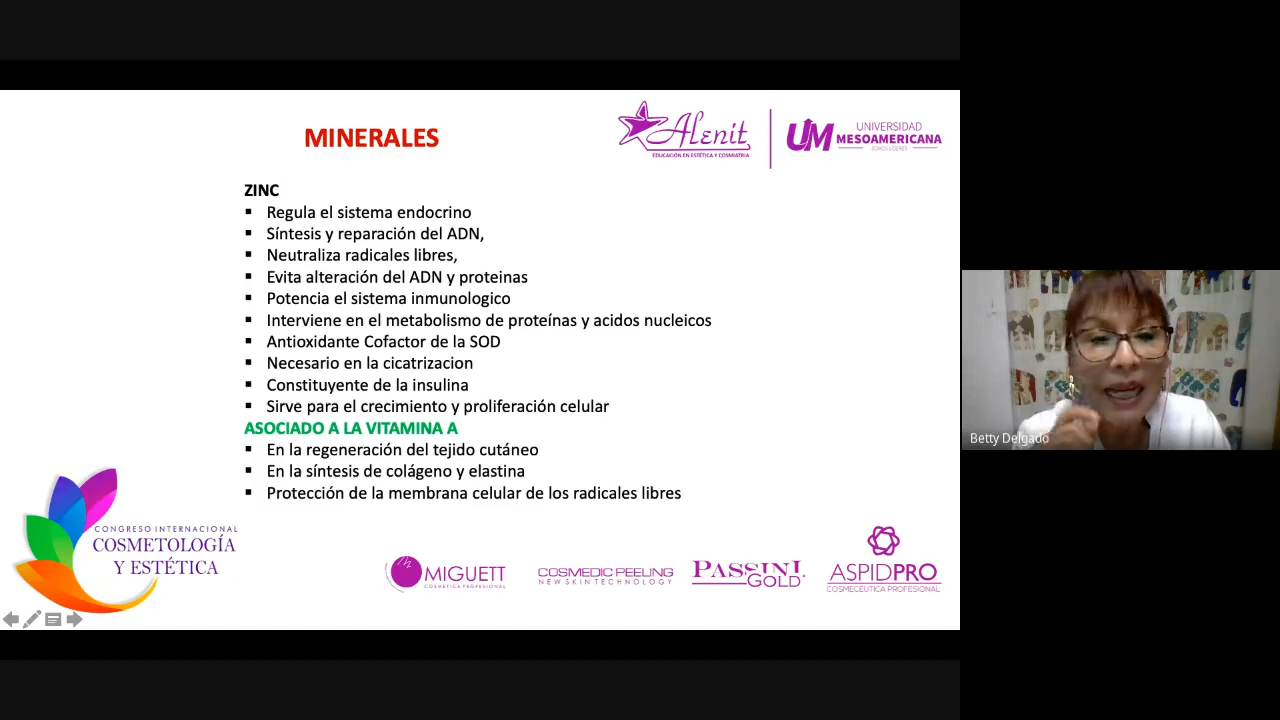 MINERALES
Alenit
EDUCACIÓN EN ESTÉTICA Y COSMIATRIA
UM
UNIVERSIDAD
MESOAMERICANA
SOMOS LÍDERES
ZINC
▪ Regula el sistema endocrino
▪ Síntesis y reparación del ADN,
▪ Neutraliza radicales libres,
▪ Evita alteración del ADN y proteinas
▪ Potencia el sistema inmunologico
▪ Interviene en el metabolismo de proteínas y acidos nucleicos
▪ Antioxidante Cofactor de la SOD
▪ Necesario en la cicatrizacion
▪ Constituyente de la insulina
▪ Sirve para el crecimiento y proliferación celular
ASOCIADO A LA VITAMINA A
▪ En la regeneración del tejido cutáneo
▪ En la síntesis de colágeno y elastina
▪ Protección de la membrana celular de los radicales libres
CONGRESO INTERNACIONAL
COSMETOLOGÍA
Y ESTÉTICA
MIGUETT
COSMÉTICA PROFESIONAL
COSMEDIC PEELING
NEW SKIN TECHNOLOGY
PASSINI
GOLD
ASPIDPRO
COSMECÉUTICA PROFESIONAL
Betty Delgado